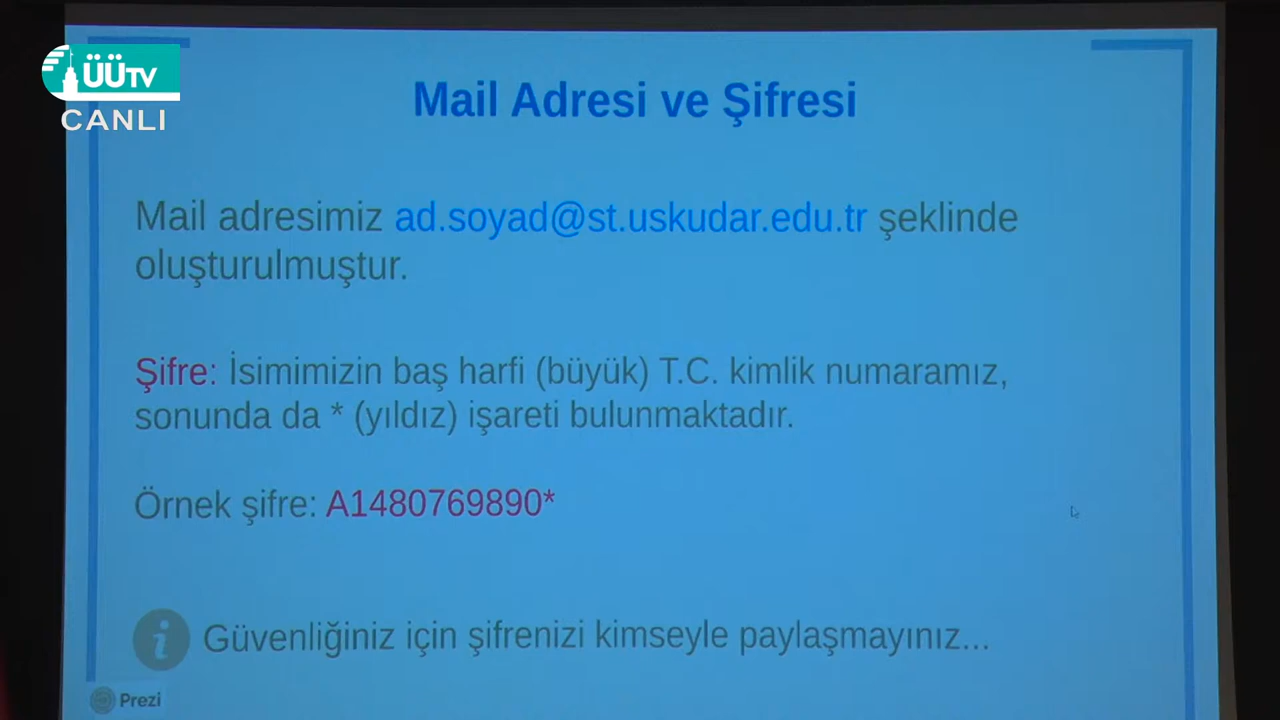 ÜÜTV
CANLI
Mail Adresi ve Şifresi
Mail adresimiz ad.soyad@st.uskudar.edu.tr şeklinde
oluşturulmuştur.
Şifre: İsimimizin baş harfi (büyük) T.C. kimlik numaramız,
sonunda da * (yıldız) işareti bulunmaktadır.
Örnek şifre: A1480769890*
i Güvenliğiniz için şifrenizi kimseyle paylaşmayınız...
Prezi